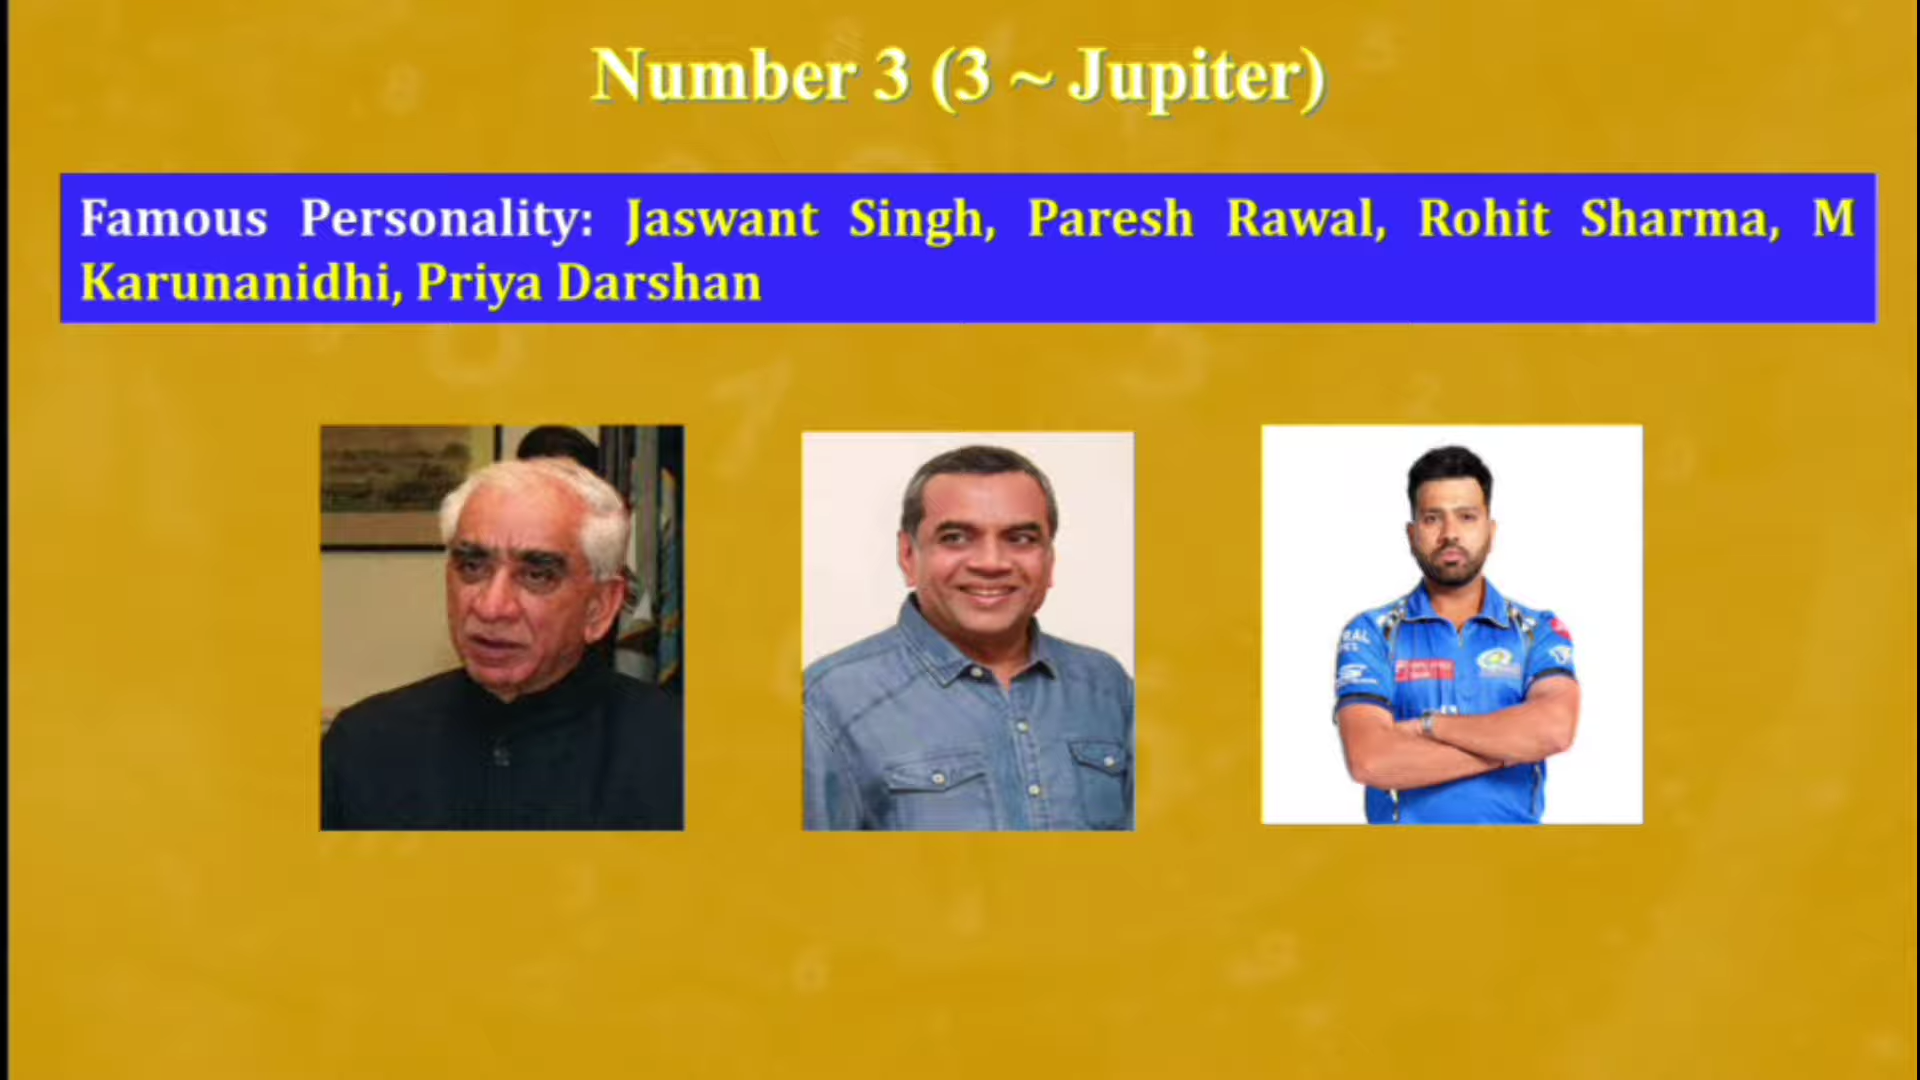 Number 3 (3 ~ Jupiter)
Famous Personality: Jaswant Singh, Paresh Rawal, Rohit Sharma, M
Karunanidhi, Priya Darshan